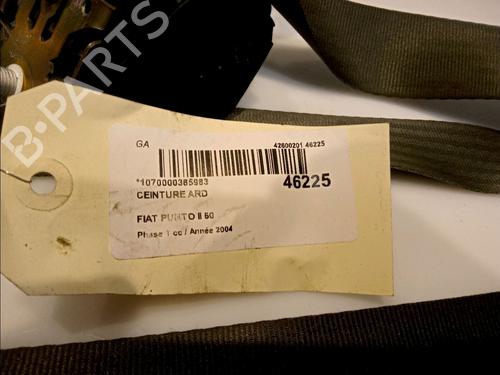 B-PARTS
GA
42600201 46225
*1070000365983
46225
CEINTURE ARD
FIAT PUNTO II 60
Phase 1 cc / Année 2004